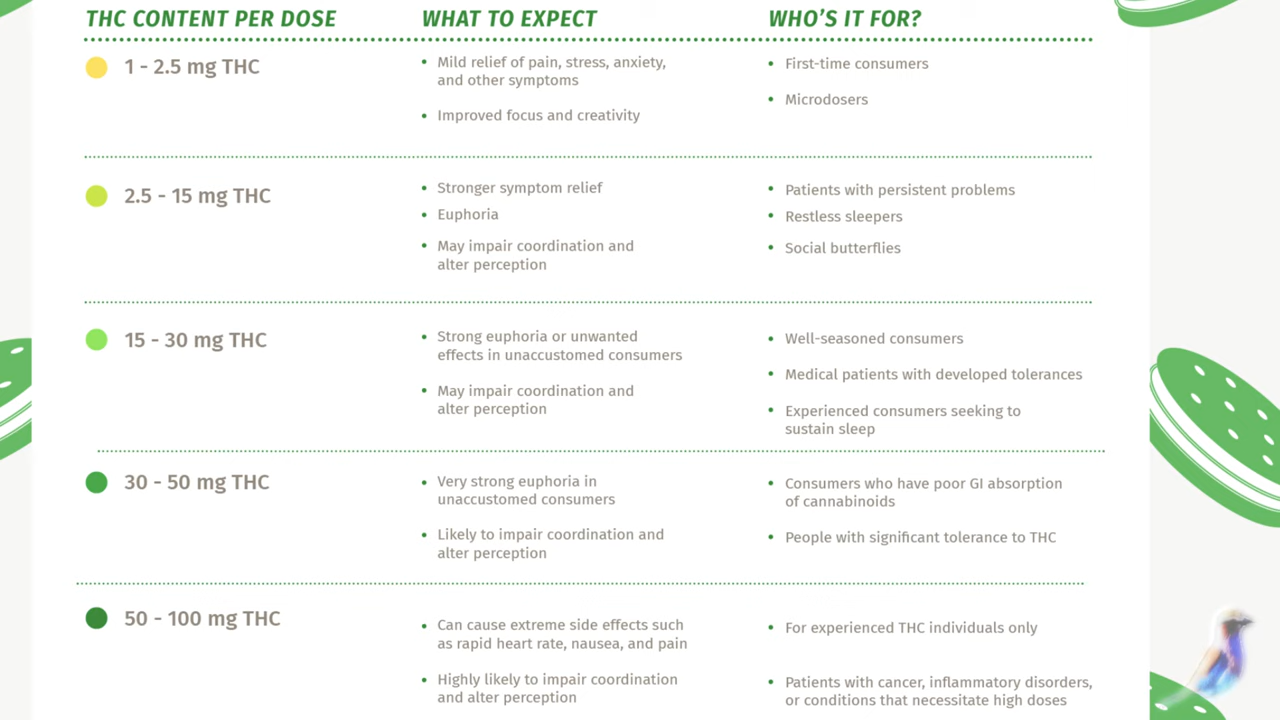 THC CONTENT PER DOSE
WHAT TO EXPECT
WHO'S IT FOR?
1 - 2.5 mg THC
• Mild relief of pain, stress, anxiety,
and other symptoms
• Improved focus and creativity
• First-time consumers
• Microdosers
2.5 - 15 mg THC
• Stronger symptom relief
• Euphoria
• May impair coordination and
alter perception
• Patients with persistent problems
• Restless sleepers
• Social butterflies
15 - 30 mg THC
• Strong euphoria or unwanted
effects in unaccustomed consumers
• May impair coordination and
alter perception
• Well-seasoned consumers
• Medical patients with developed tolerances
• Experienced consumers seeking to
sustain sleep
30 - 50 mg THC
• Very strong euphoria in
unaccustomed consumers
• Likely to impair coordination and
alter perception
• Consumers who have poor GI absorption
of cannabinoids
• People with significant tolerance to THC
50 - 100 mg THC
• Can cause extreme side effects such
as rapid heart rate, nausea, and pain
• Highly likely to impair coordination
and alter perception
• For experienced THC individuals only
• Patients with cancer, inflammatory disorders,
or conditions that necessitate high doses